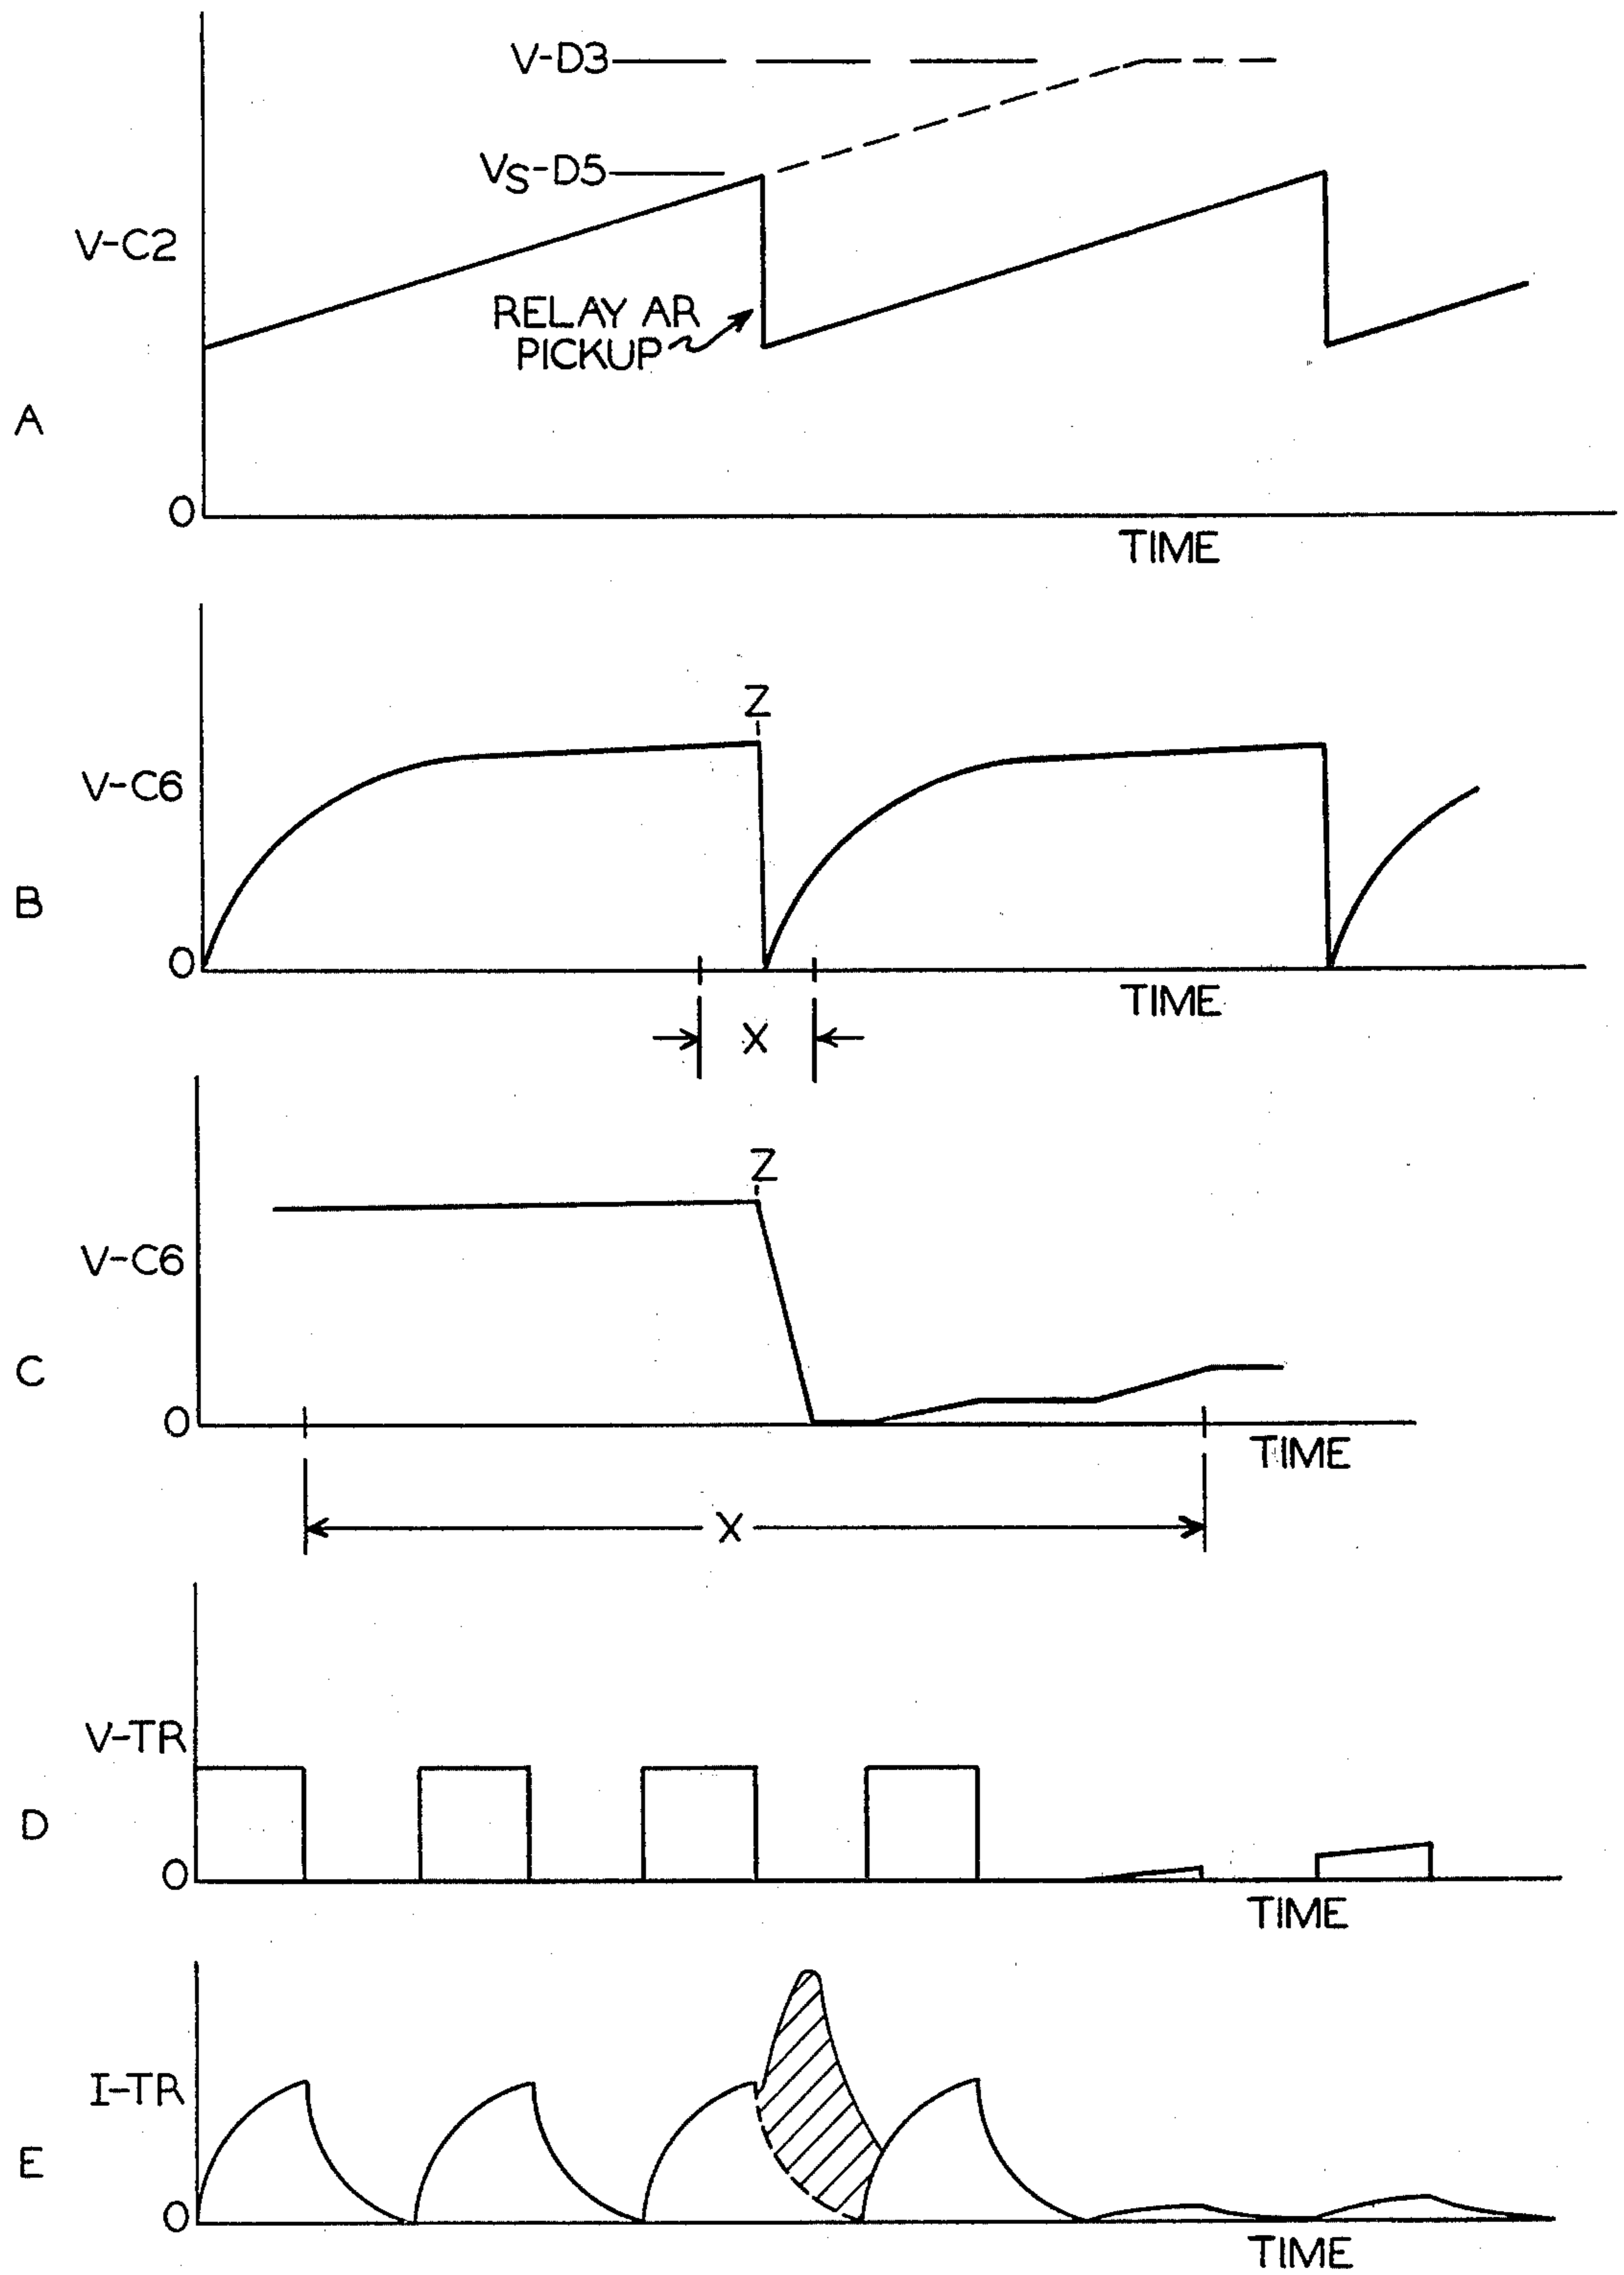 V-D3
VS-D5
V-C2
RELAY AR
PICKUP
A
0
TIME
Z
V-C6
B
0
TIME
X
Z
V-C6
C
0
TIME
X
V-TR
D
0
TIME
I-TR
E
0
TIME